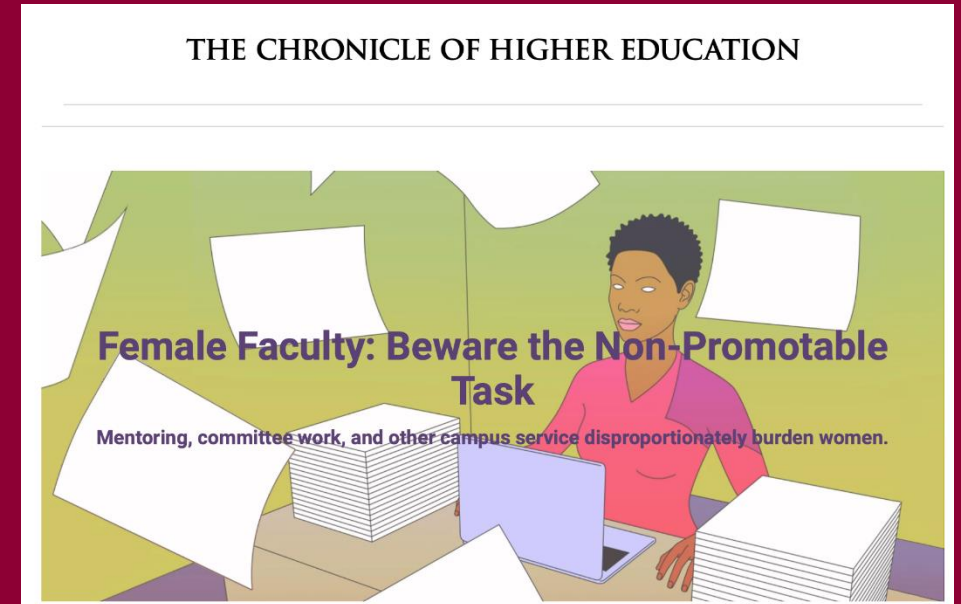 THE CHRONICLE OF HIGHER EDUCATION
Female Faculty: Beware the Non-Promotable
Task
Mentoring, committee work, and other campus service disproportionately burden women.